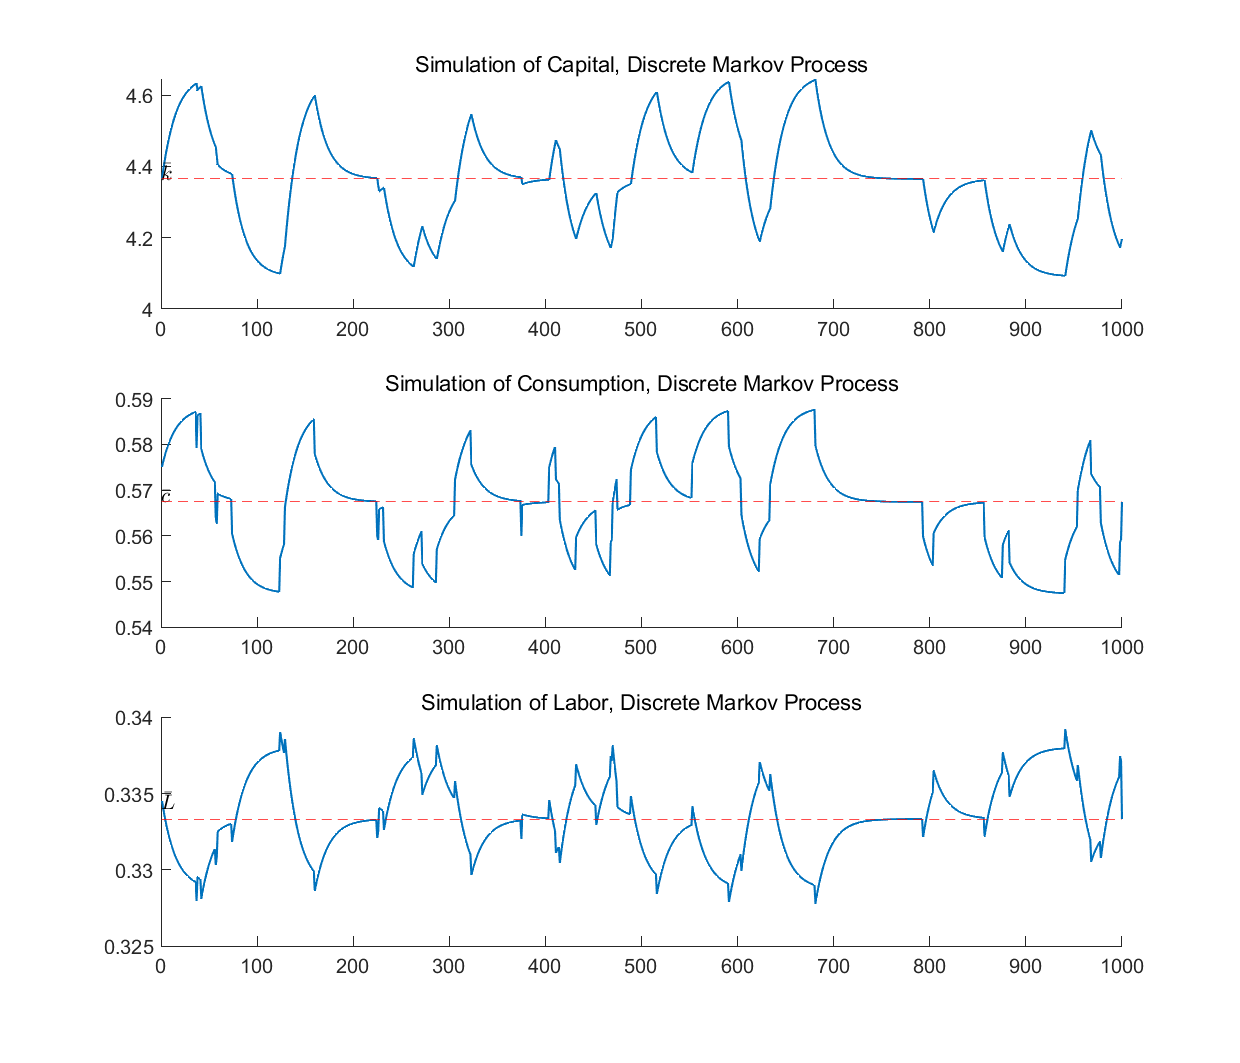 Simulation of Capital, Discrete Markov Process
4.6
4.4
k̄
4.2
4
0 100 200 300 400 500 600 700 800 900 1000
Simulation of Consumption, Discrete Markov Process
0.59
0.58
0.57
c̄
0.56
0.55
0.54
0 100 200 300 400 500 600 700 800 900 1000
Simulation of Labor, Discrete Markov Process
0.34
0.335
L̄
0.33
0.325
0 100 200 300 400 500 600 700 800 900 1000